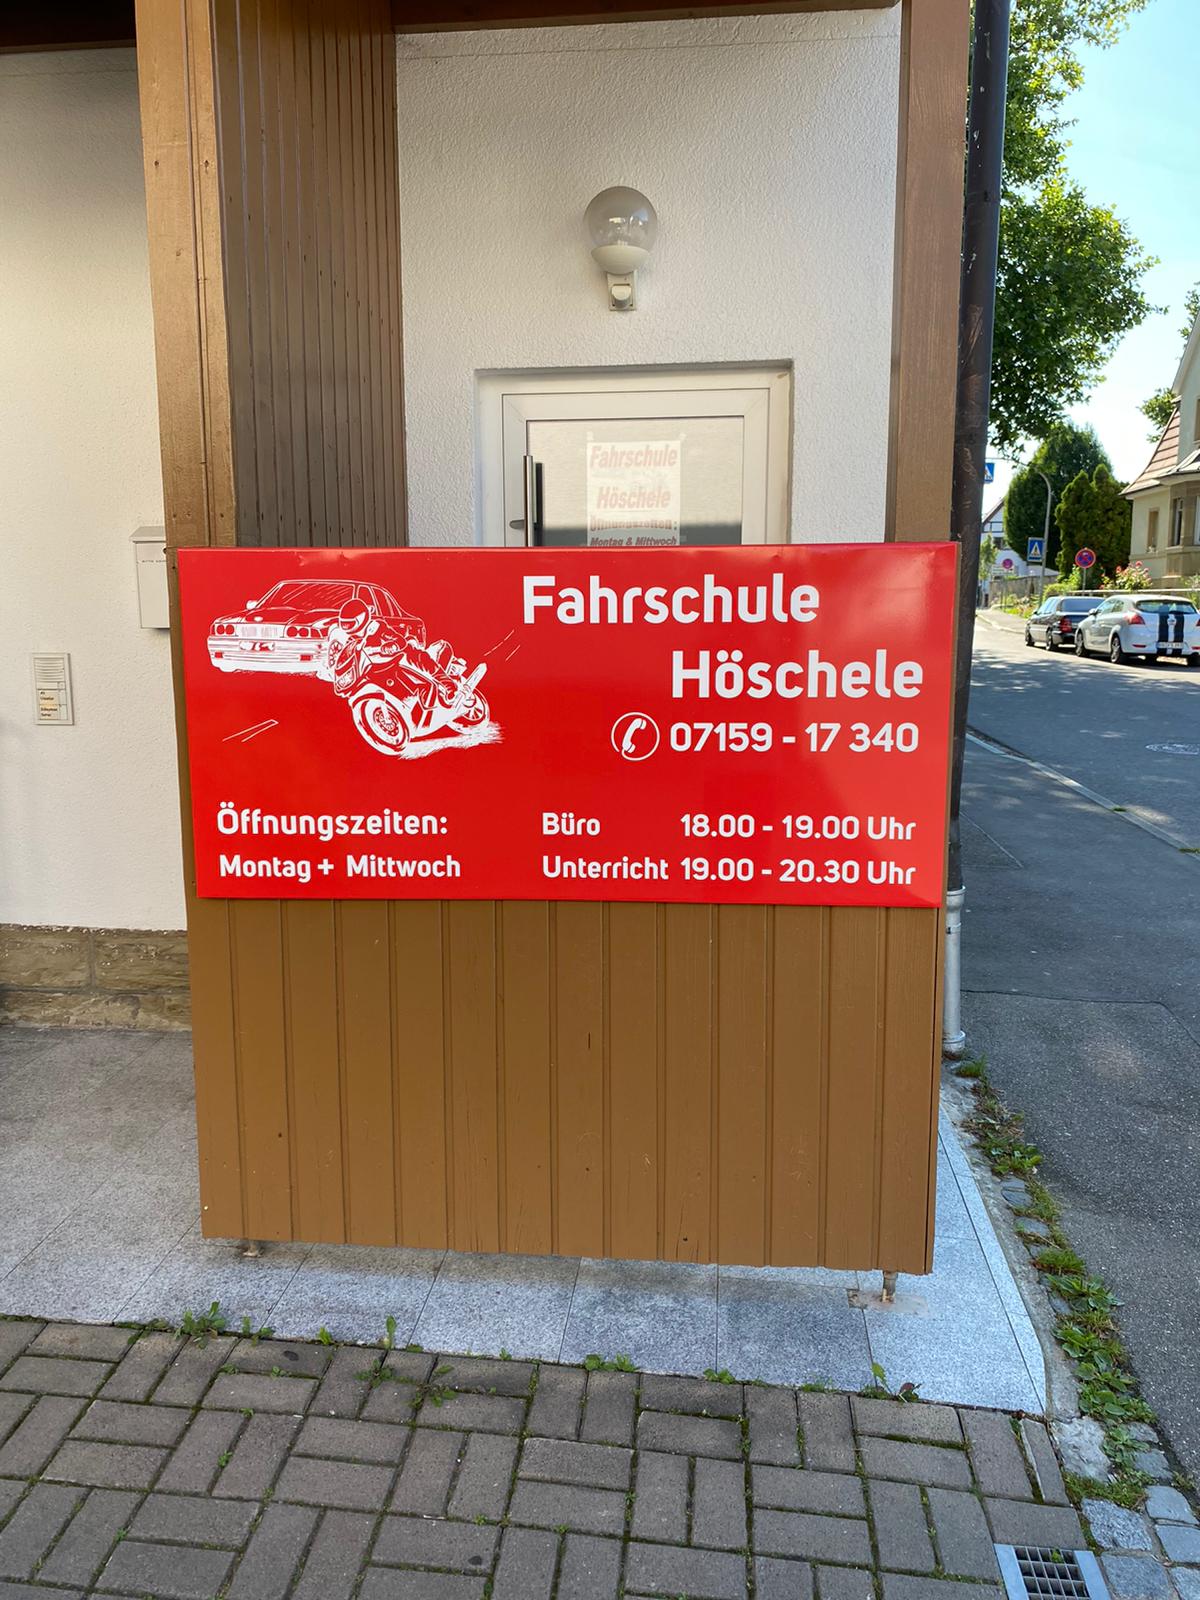 Fahrschule
Höschele
Öffnungszeiten:
Montag & Mittwoch
Fahrschule
Höschele
07159 - 17 340
Öffnungszeiten: Büro 18.00 - 19.00 Uhr
Montag + Mittwoch Unterricht 19.00 - 20.30 Uhr